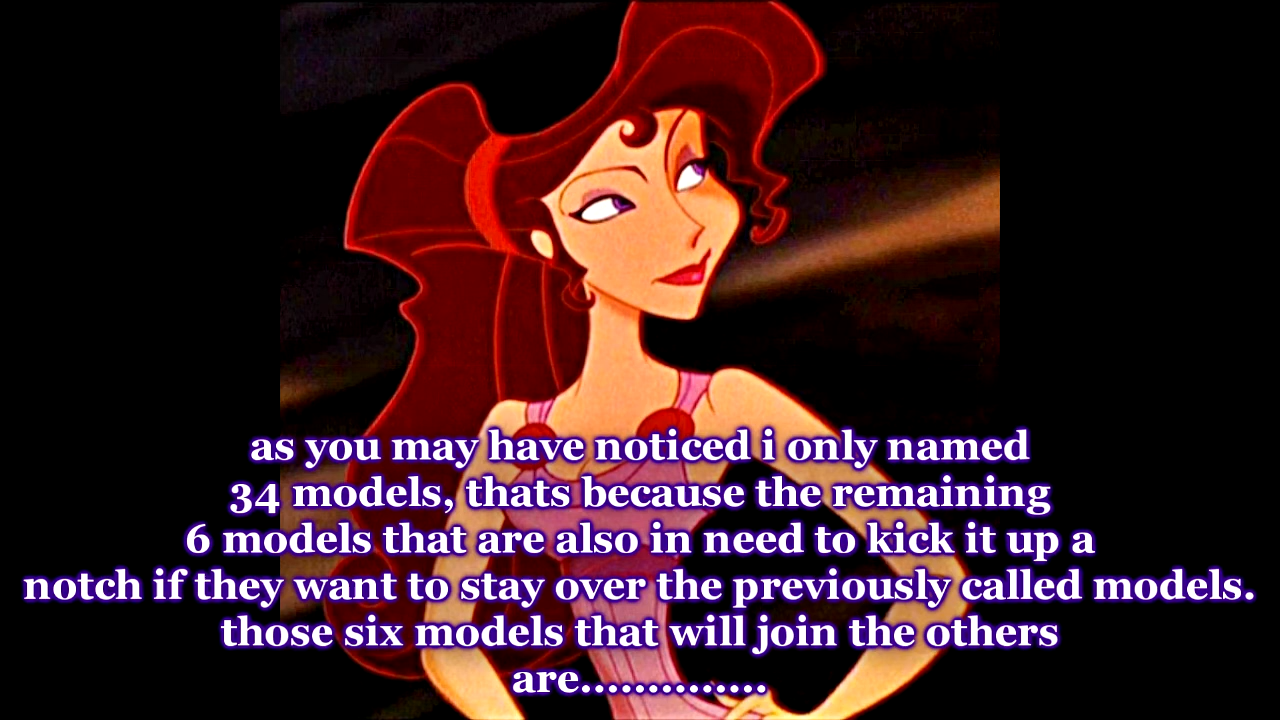 as you may have noticed i only named
34 models, thats because the remaining
6 models that are also in need to kick it up a
notch if they want to stay over the previously called models.
those six models that will join the others
are..............